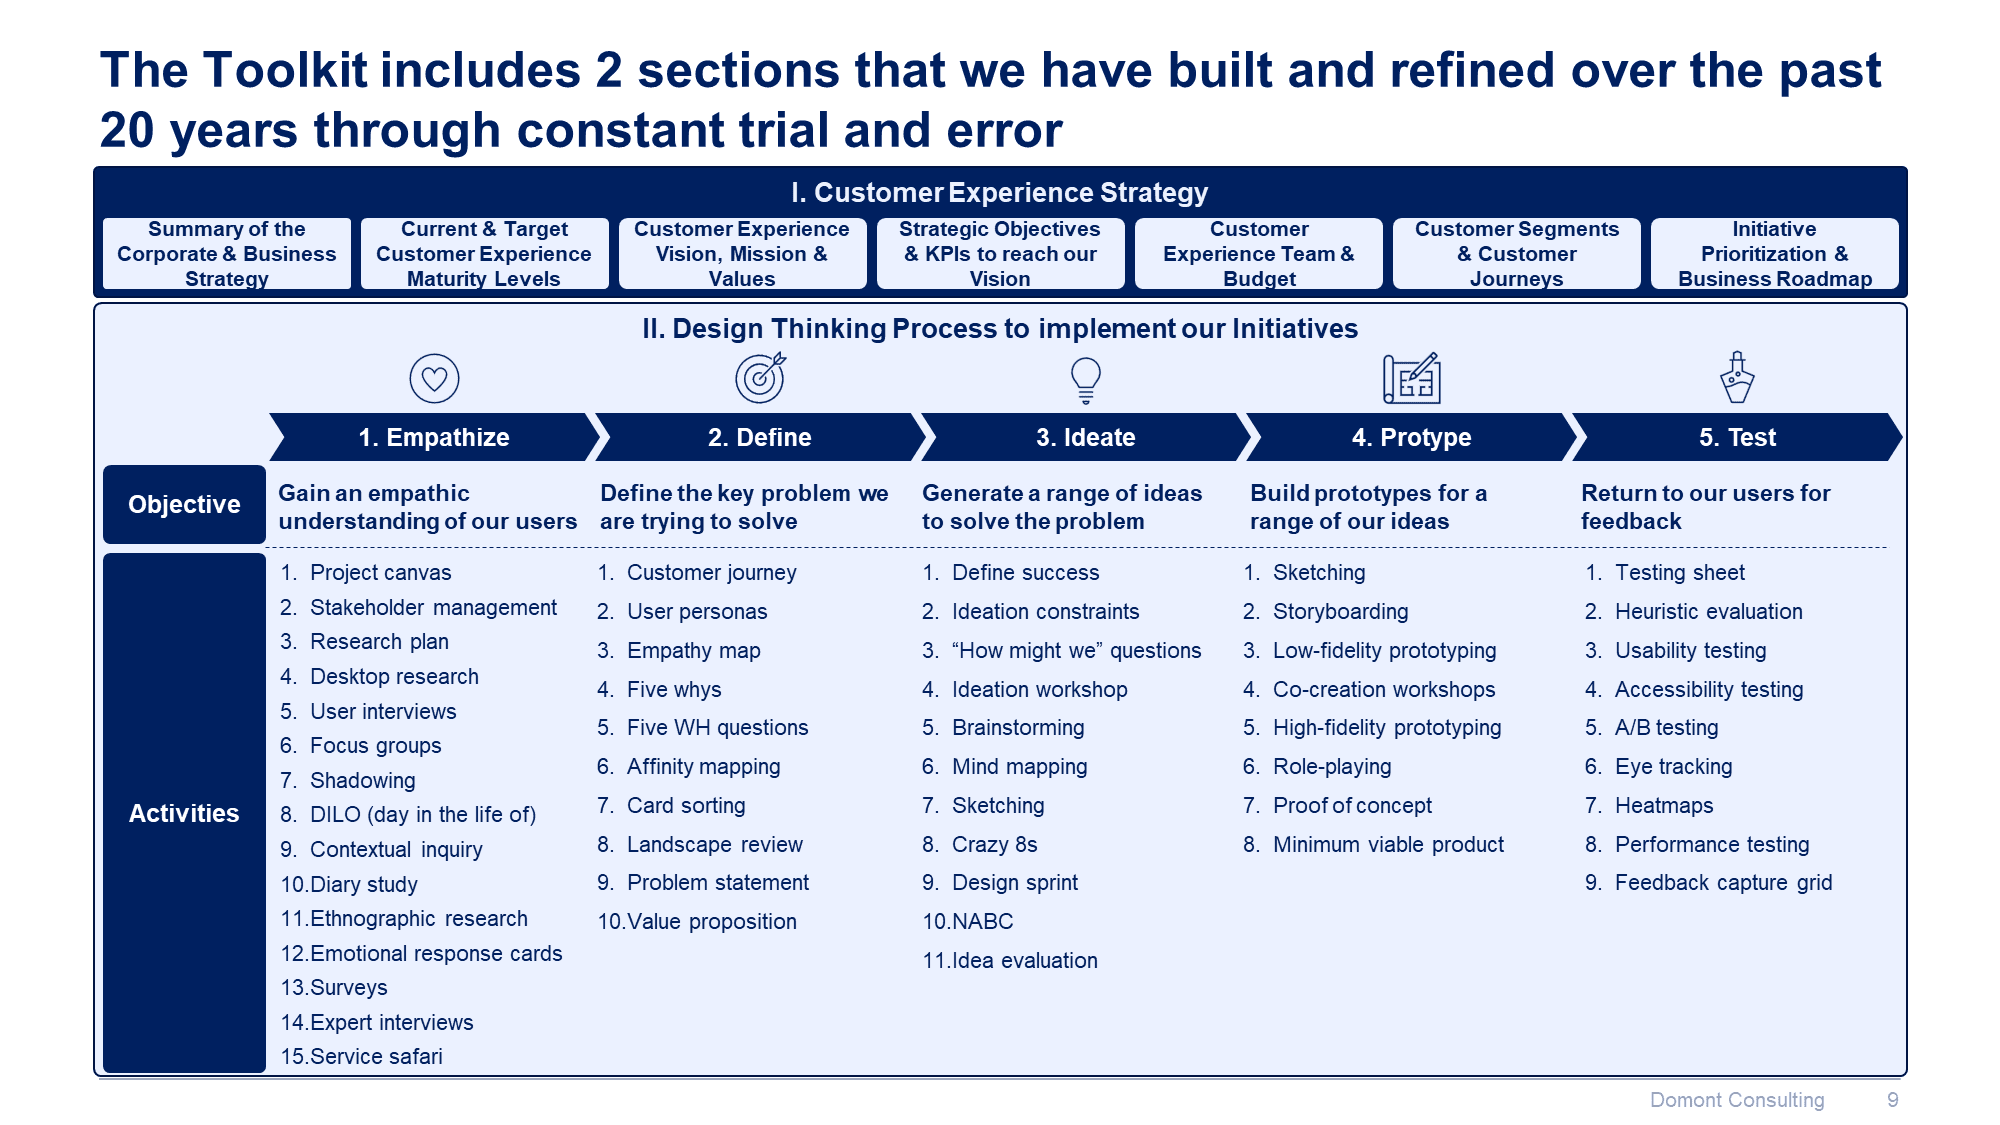 The Toolkit includes 2 sections that we have built and refined over the past
20 years through constant trial and error
I. Customer Experience Strategy
Summary of the
Corporate & Business
Strategy
Current & Target
Customer Experience
Maturity Levels
Customer Experience
Vision, Mission &
Values
Strategic Objectives
& KPIs to reach our
Vision
Customer
Experience Team &
Budget
Customer Segments
& Customer
Journeys
Initiative
Prioritization &
Business Roadmap
II. Design Thinking Process to implement our Initiatives
1. Empathize
2. Define
3. Ideate
4. Protype
5. Test
Objective
Gain an empathic
understanding of our users
Define the key problem we
are trying to solve
Generate a range of ideas
to solve the problem
Build prototypes for a
range of our ideas
Return to our users for
feedback
Activities
1. Project canvas
2. Stakeholder management
3. Research plan
4. Desktop research
5. User interviews
6. Focus groups
7. Shadowing
8. DILO (day in the life of)
9. Contextual inquiry
10.Diary study
11.Ethnographic research
12.Emotional response cards
13.Surveys
14.Expert interviews
15.Service safari
1. Customer journey
2. User personas
3. Empathy map
4. Five whys
5. Five WH questions
6. Affinity mapping
7. Card sorting
8. Landscape review
9. Problem statement
10.Value proposition
1. Define success
2. Ideation constraints
3. “How might we” questions
4. Ideation workshop
5. Brainstorming
6. Mind mapping
7. Sketching
8. Crazy 8s
9. Design sprint
10.NABC
11.Idea evaluation
1. Sketching
2. Storyboarding
3. Low-fidelity prototyping
4. Co-creation workshops
5. High-fidelity prototyping
6. Role-playing
7. Proof of concept
8. Minimum viable product
1. Testing sheet
2. Heuristic evaluation
3. Usability testing
4. Accessibility testing
5. A/B testing
6. Eye tracking
7. Heatmaps
8. Performance testing
9. Feedback capture grid
Domont Consulting
9